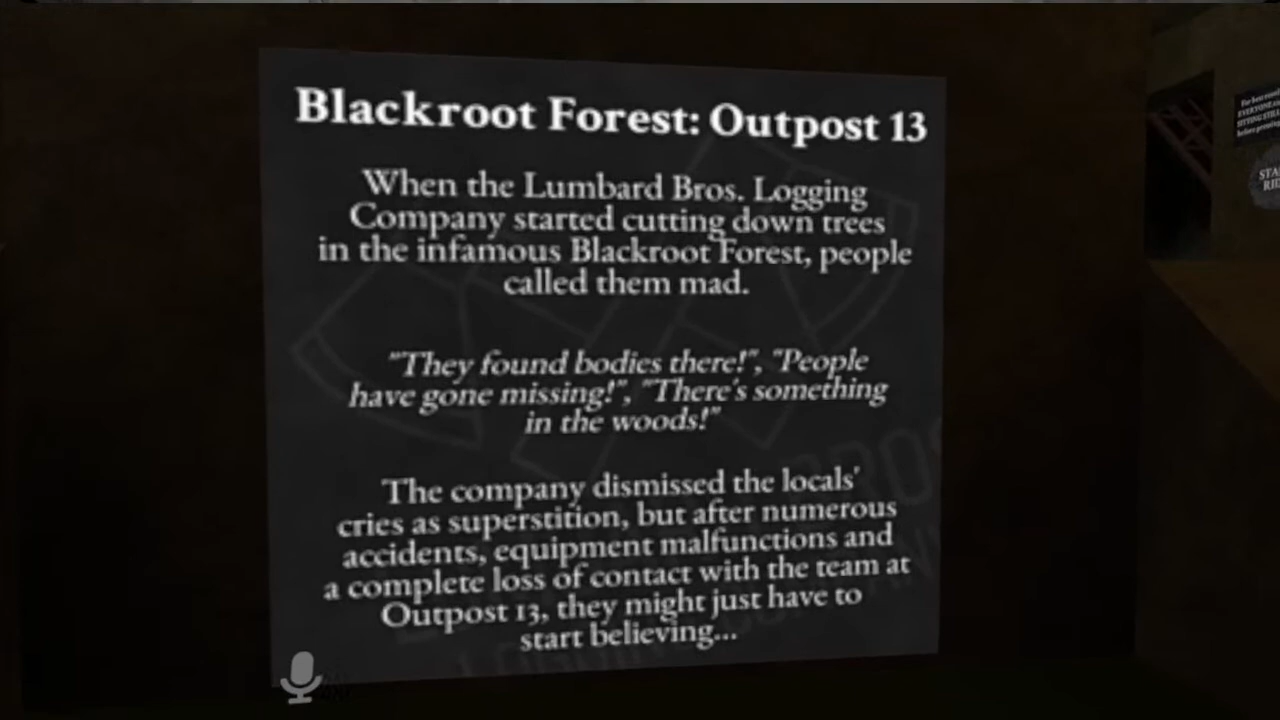 Blackroot Forest: Outpost 13
When the Lumbard Bros. Logging
Company started cutting down trees
in the infamous Blackroot Forest, people
called them mad.
"They found bodies there!", "People
have gone missing!", "There's something
in the woods!"
The company dismissed the locals'
cries as superstition, but after numerous
accidents, equipment malfunctions and
a complete loss of contact with the team at
Outpost 13, they might just have to
start believing...